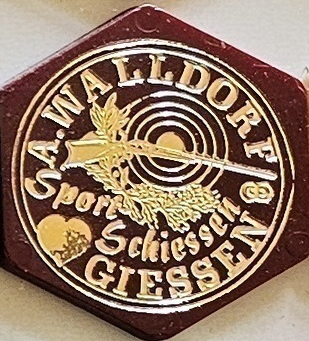 A. WALLDORF
Sport
Schiessen
GIESSEN